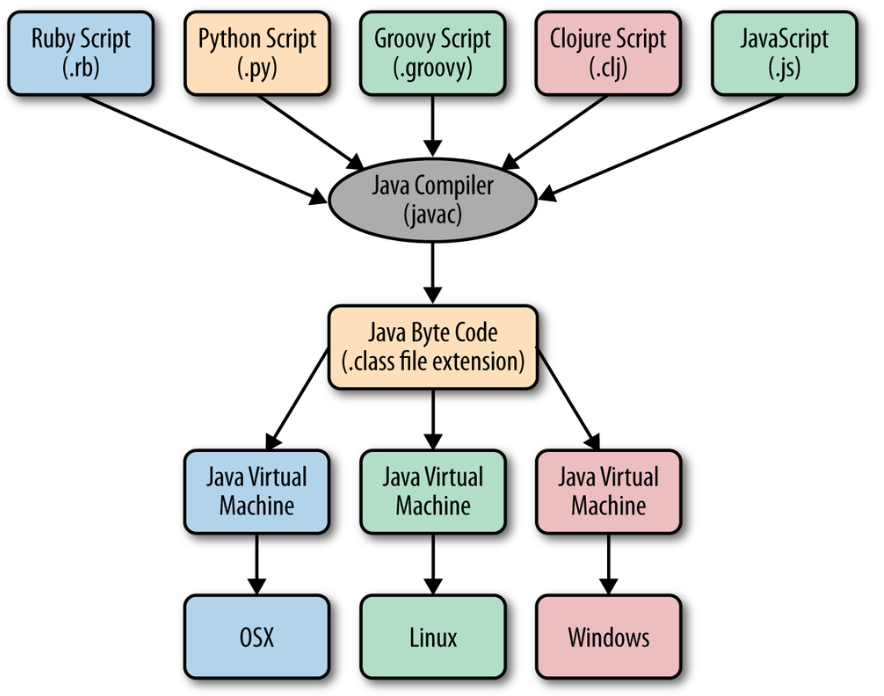 Ruby Script
(.rb)
Python Script
(.py)
Groovy Script
(.groovy)
Clojure Script
(.clj)
JavaScript
(.js)
Java Compiler
(javac)
Java Byte Code
(.class file extension)
Java Virtual
Machine
Java Virtual
Machine
Java Virtual
Machine
OSX
Linux
Windows